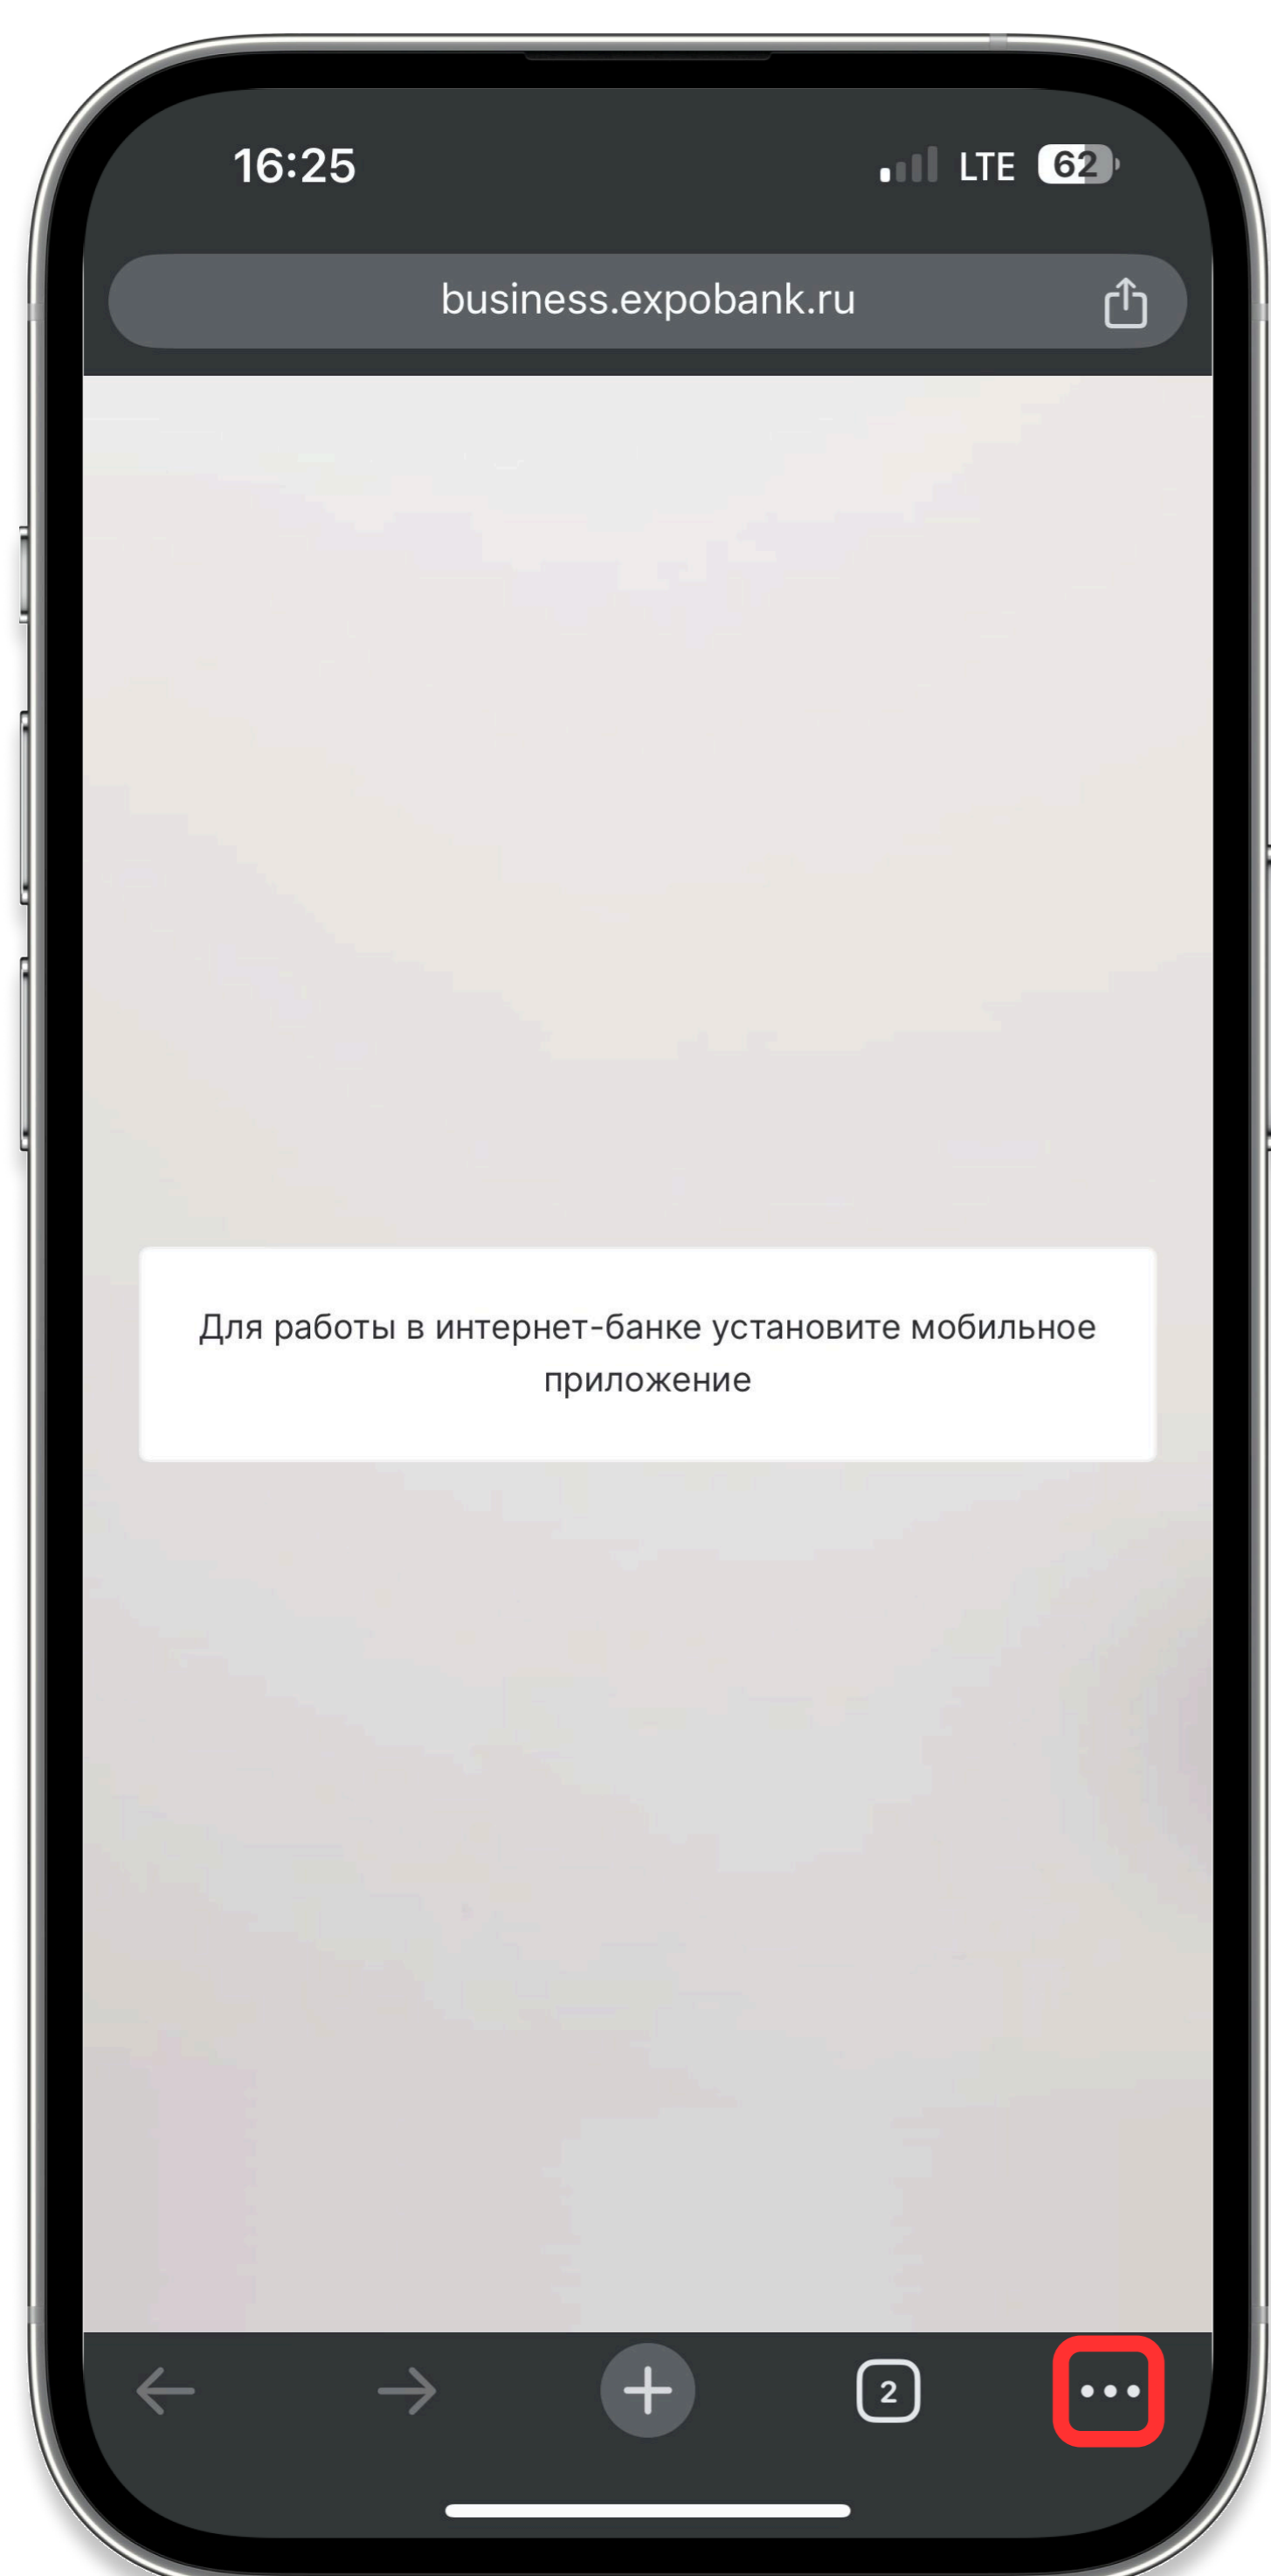 16:25
LTE 62
business.expobank.ru
Для работы в интернет-банке установите мобильное
приложение
2